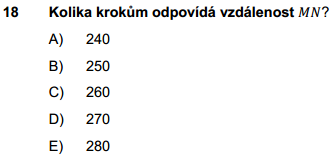 18 Kolika krokům odpovídá vzdálenost MN?
A) 240
B) 250
C) 260
D) 270
E) 280